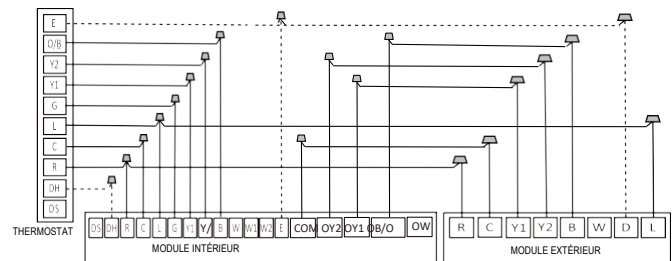 E
O/B
Y2
Y1
G
L
C
R
DH
DS
THERMOSTAT
DS DH R C L G Y1 Y/ B W W1 W2 E COM OY2 OY1 OB/O OW
MODULE INTÉRIEUR
R C Y1 Y2 B W D L
MODULE EXTÉRIEUR